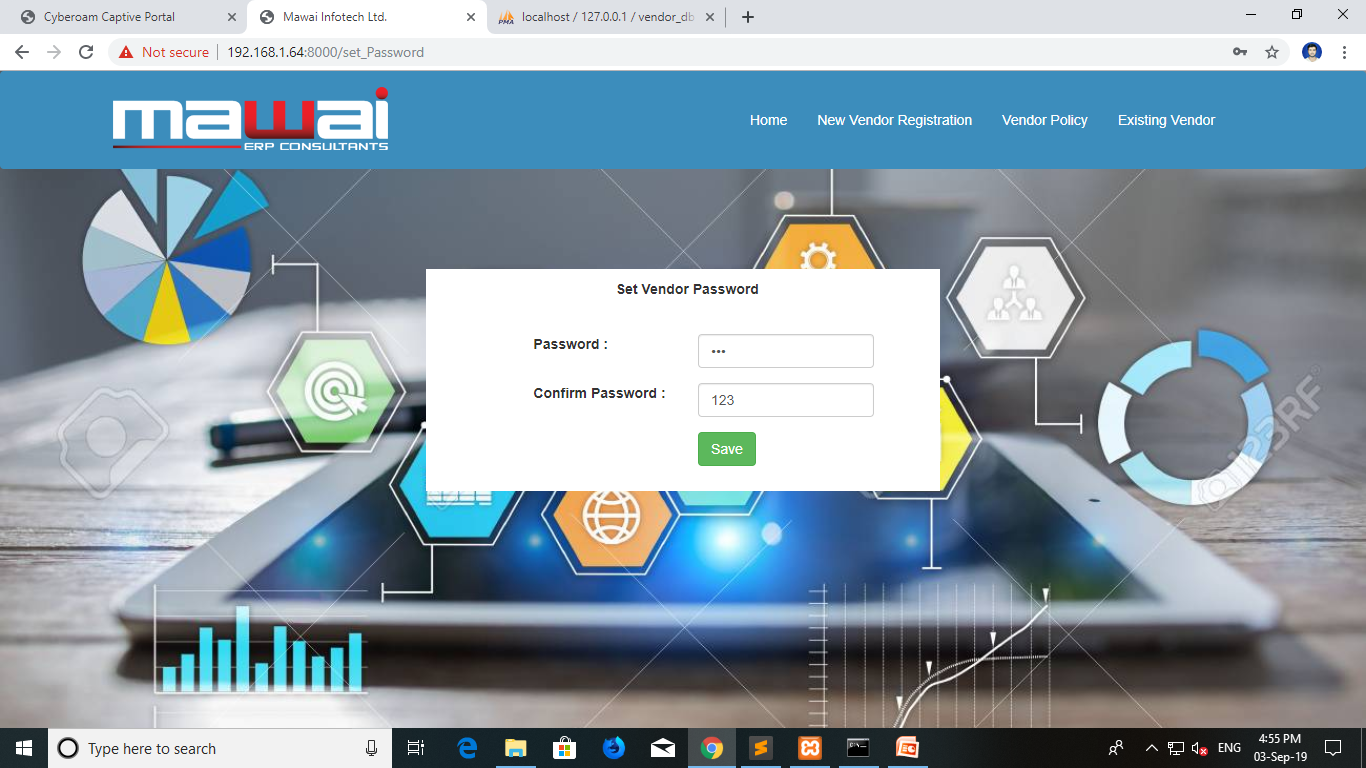 Cyberoam Captive Portal
Mawai Infotech Ltd.
PMA
localhost / 127.0.0.1 / vendor_db
Not secure
192.168.1.64:8000/set_Password
mawai
ERP CONSULTANTS
Home
New Vendor Registration
Vendor Policy
Existing Vendor
Set Vendor Password
Password :
•••
Confirm Password :
123
Save
123RF
Type here to search
ENG
4:55 PM
03-Sep-19